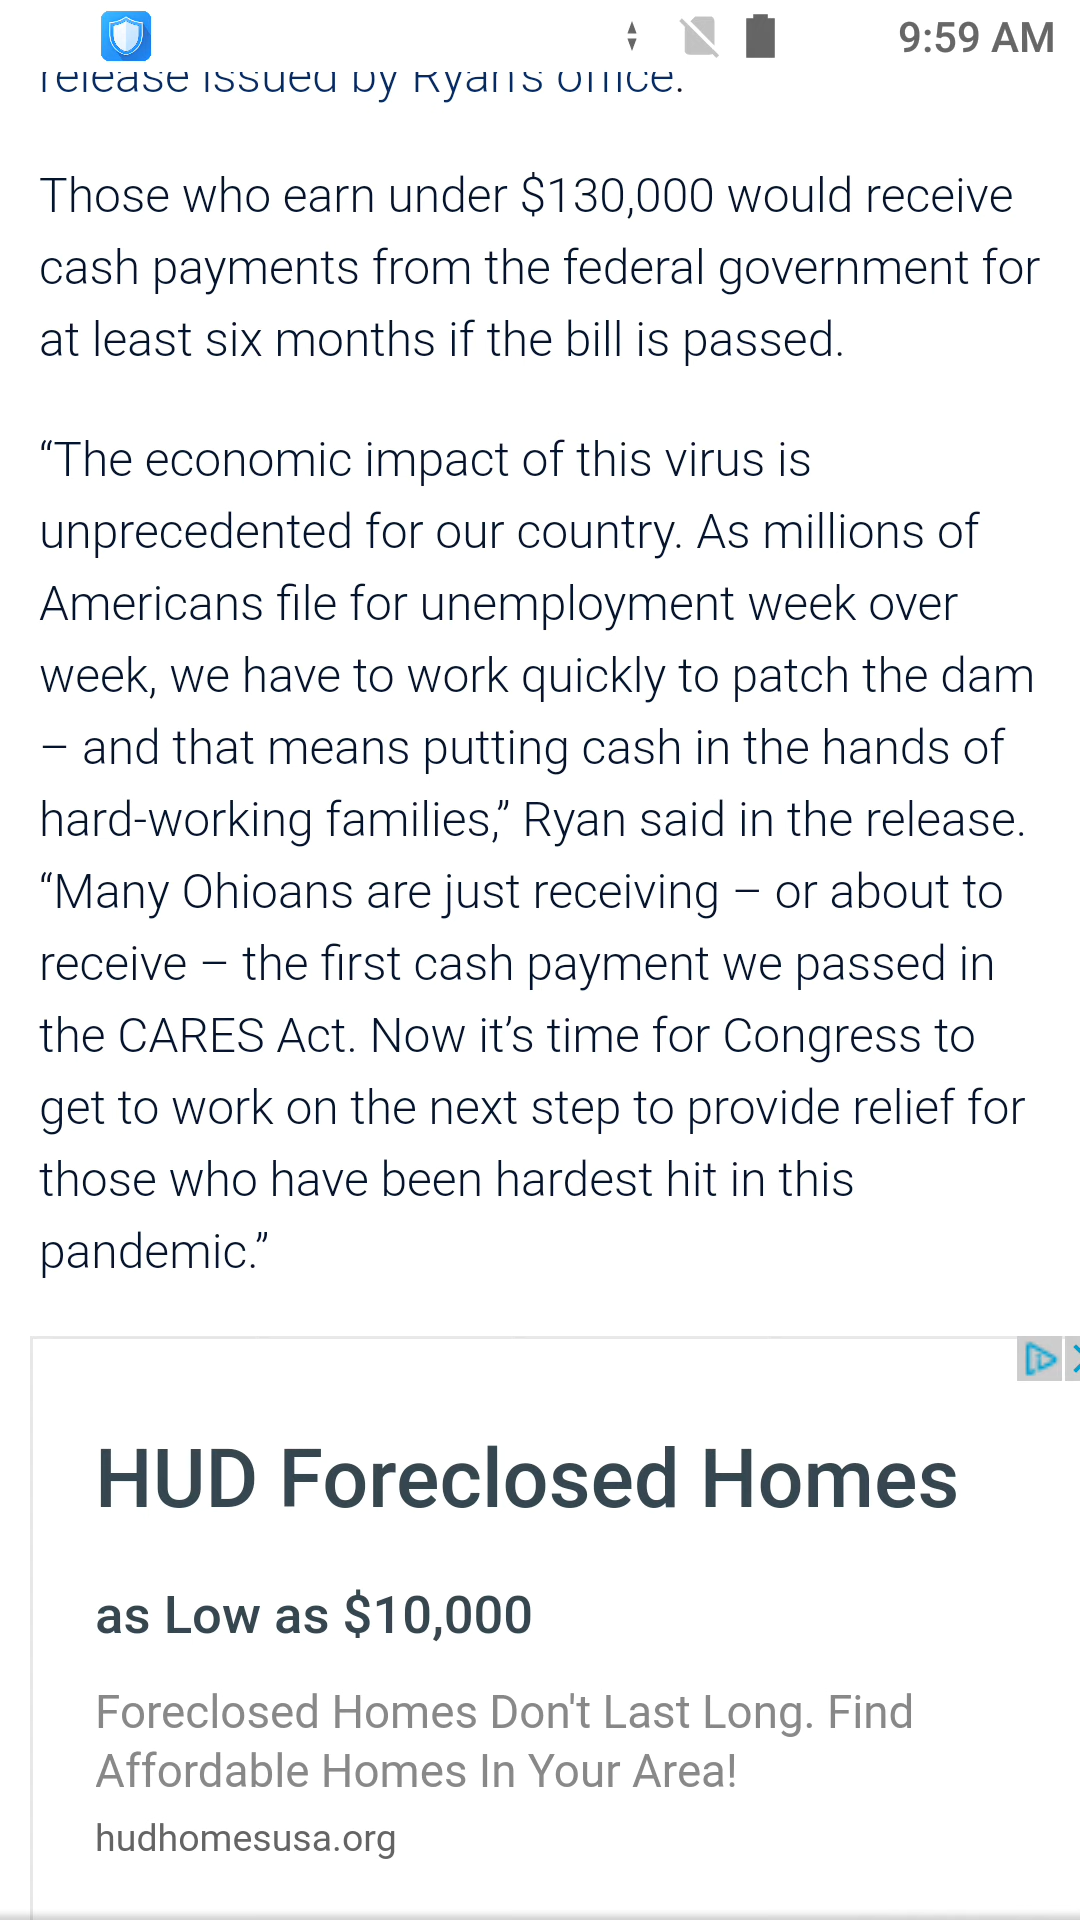 9:59 AM
release issued by Ryan's office.
Those who earn under $130,000 would receive
cash payments from the federal government for
at least six months if the bill is passed.
“The economic impact of this virus is
unprecedented for our country. As millions of
Americans file for unemployment week over
week, we have to work quickly to patch the dam
– and that means putting cash in the hands of
hard-working families,” Ryan said in the release.
“Many Ohioans are just receiving – or about to
receive – the first cash payment we passed in
the CARES Act. Now it’s time for Congress to
get to work on the next step to provide relief for
those who have been hardest hit in this
pandemic.”
HUD Foreclosed Homes
as Low as $10,000
Foreclosed Homes Don't Last Long. Find
Affordable Homes In Your Area!
hudhomesusa.org